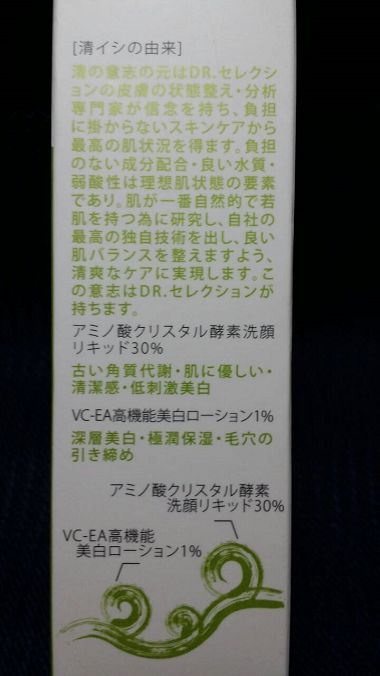 [清イシの由来]
清の意志の元はDR.セレクシ
ョンの皮膚の状態整え・分析
専門家が信念を持ち、負担
に掛からないスキンケアから
最高の肌状況を得ます。負担
のない成分配合・良い水質・
弱酸性は理想肌状態の要素
であり。肌が一番自然的で若
肌を持つ為に研究し、自社の
最高の独自技術を出し、良い
肌バランスを整えますよう、
清爽なケアに実現します。こ
の意志はDR.セレクションが
持ちます。
アミノ酸クリスタル酵素洗顔
リキッド30%
古い角質代謝・肌に優しい・
清潔感・低刺激美白
VC-EA高機能美白ローション1%
深層美白・極潤保湿・毛穴の
引き締め
アミノ酸クリスタル酵素
洗顔リキッド30%
VC-EA高機能
美白ローション1%